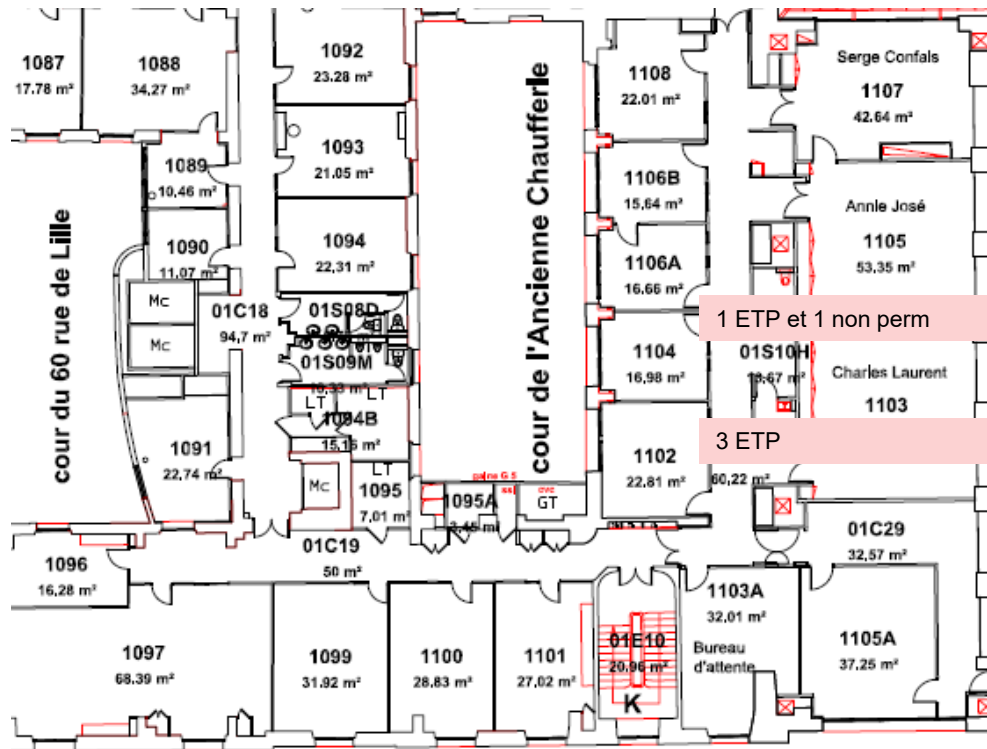 1087
17.78 m²
1088
34,27 m²
1092
23.28 m²
1108
22.01 m²
Serge Confals
1107
42.64 m²
1089
10,46 m²
1093
21.05 m²
1106B
15,64 m²
Annie José
1105
53,35 m²
1090
11,07 m²
1094
22,31 m²
1106A
16.66 m²
cour du 60 rue de Lille
cour de l'Ancienne Chaufferie
Mc
Mc
01C18
94,7 m²
01S08D
01S09M
1 ETP et 1 non perm
1104
16,98 m²
01S10H
Charles Laurent
1103
LT
LT
1094B
15,16 m²
3 ETP
1091
22,74 m²
Mc
LT
1095
7,01 m²
gaine G 5
1095A
GT
1102
22.81 m²
60,22 m²
01C29
32,57 m²
01C19
50 m²
1096
16,28 m²
1103A
32.01 m²
Bureau
d'attente
1105A
37.25 m²
1097
68.39 m²
1099
31.92 m²
1100
28.83 m²
1101
27,02 m²
01E10
20,96 m²
K